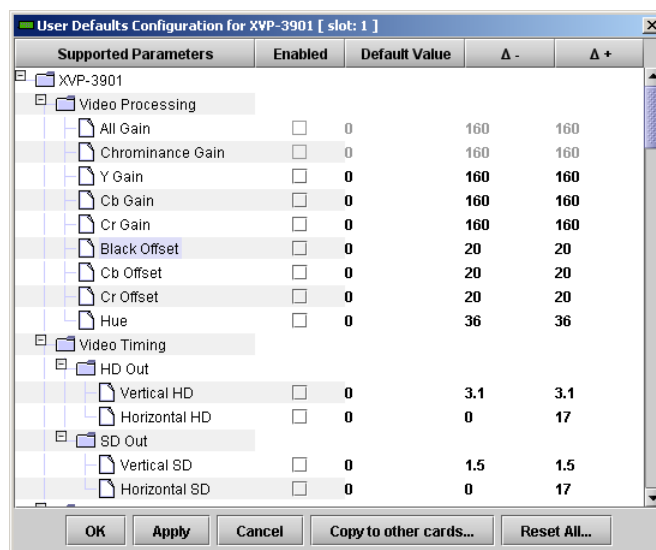 User Defaults Configuration for XVP-3901 [ slot: 1 ]
Supported Parameters Enabled Default Value Δ - Δ +
XVP-3901
Video Processing
All Gain 0 160 160
Chrominance Gain 0 160 160
Y Gain 0 160 160
Cb Gain 0 160 160
Cr Gain 0 160 160
Black Offset 0 20 20
Cb Offset 0 20 20
Cr Offset 0 20 20
Hue 0 36 36
Video Timing
HD Out
Vertical HD 0 3.1 3.1
Horizontal HD 0 0 17
SD Out
Vertical SD 0 1.5 1.5
Horizontal SD 0 0 17
OK Apply Cancel Copy to other cards... Reset All...